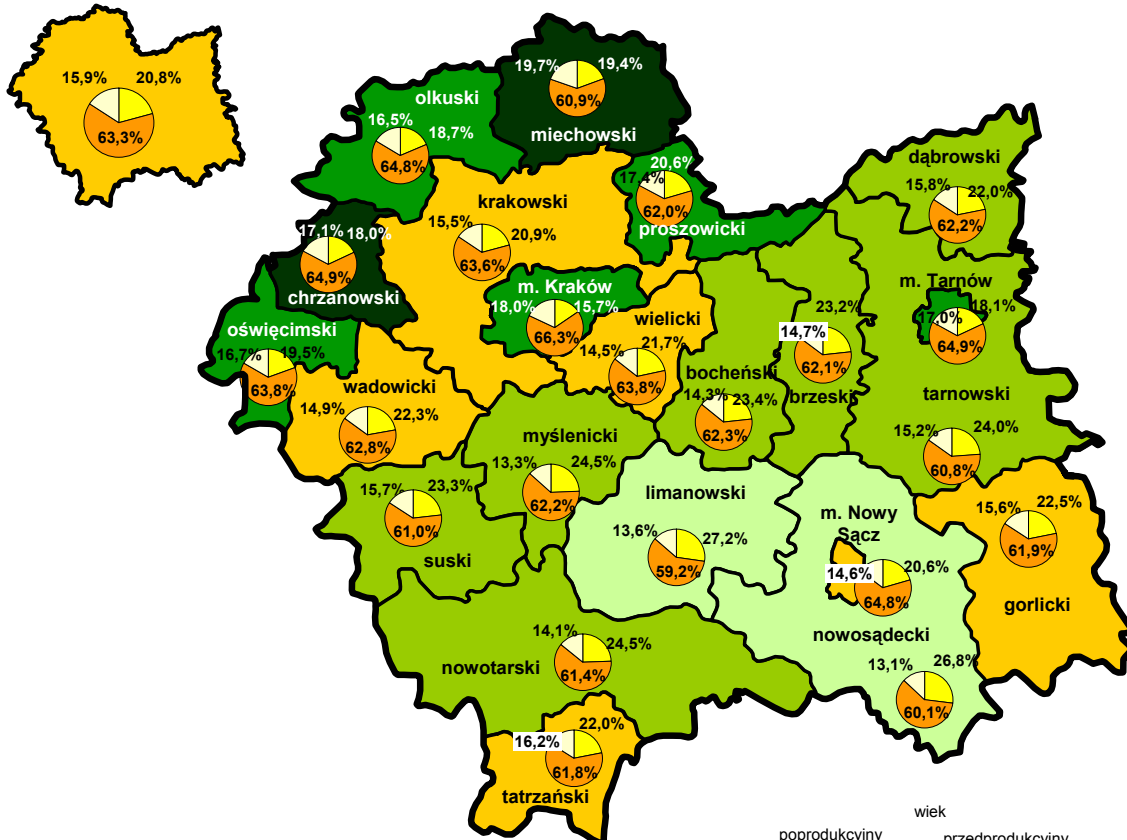 15,9% 20,8%
63,3%
19,7% 19,4%
60,9%
miechowski
olkuski
16,5% 18,7%
64,8%
20,6%
17,4%
62,0%
proszowicki
dąbrowski
15,8% 22,0%
62,2%
krakowski
15,5% 20,9%
63,6%
17,1% 18,0%
64,9%
chrzanowski
m. Kraków
18,0% 15,7%
66,3%
m. Tarnów
18,1%
17,0%
64,9%
oświęcimski
16,7% 19,5%
63,8%
wielicki
14,5% 21,7%
63,8%
23,2%
14,7%
62,1%
brzeski
bocheński
14,3% 23,4%
62,3%
wadowicki
14,9% 22,3%
62,8%
tarnowski
15,2% 24,0%
60,8%
myślenicki
13,3% 24,5%
62,2%
15,7% 23,3%
61,0%
suski
limanowski
13,6% 27,2%
59,2%
m. Nowy
Sącz
14,6% 20,6%
64,8%
15,6% 22,5%
61,9%
gorlicki
nowosądecki
13,1% 26,8%
60,1%
nowotarski
14,1% 24,5%
61,4%
22,0%
16,2%
61,8%
tatrzański
wiek
poprodukcyjny przedprodukcyjny